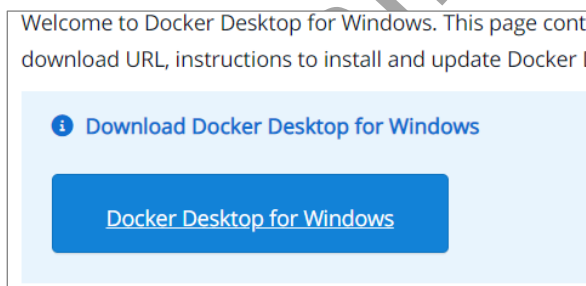 Welcome to Docker Desktop for Windows. This page cont
download URL, instructions to install and update Docker
Download Docker Desktop for Windows
Docker Desktop for Windows